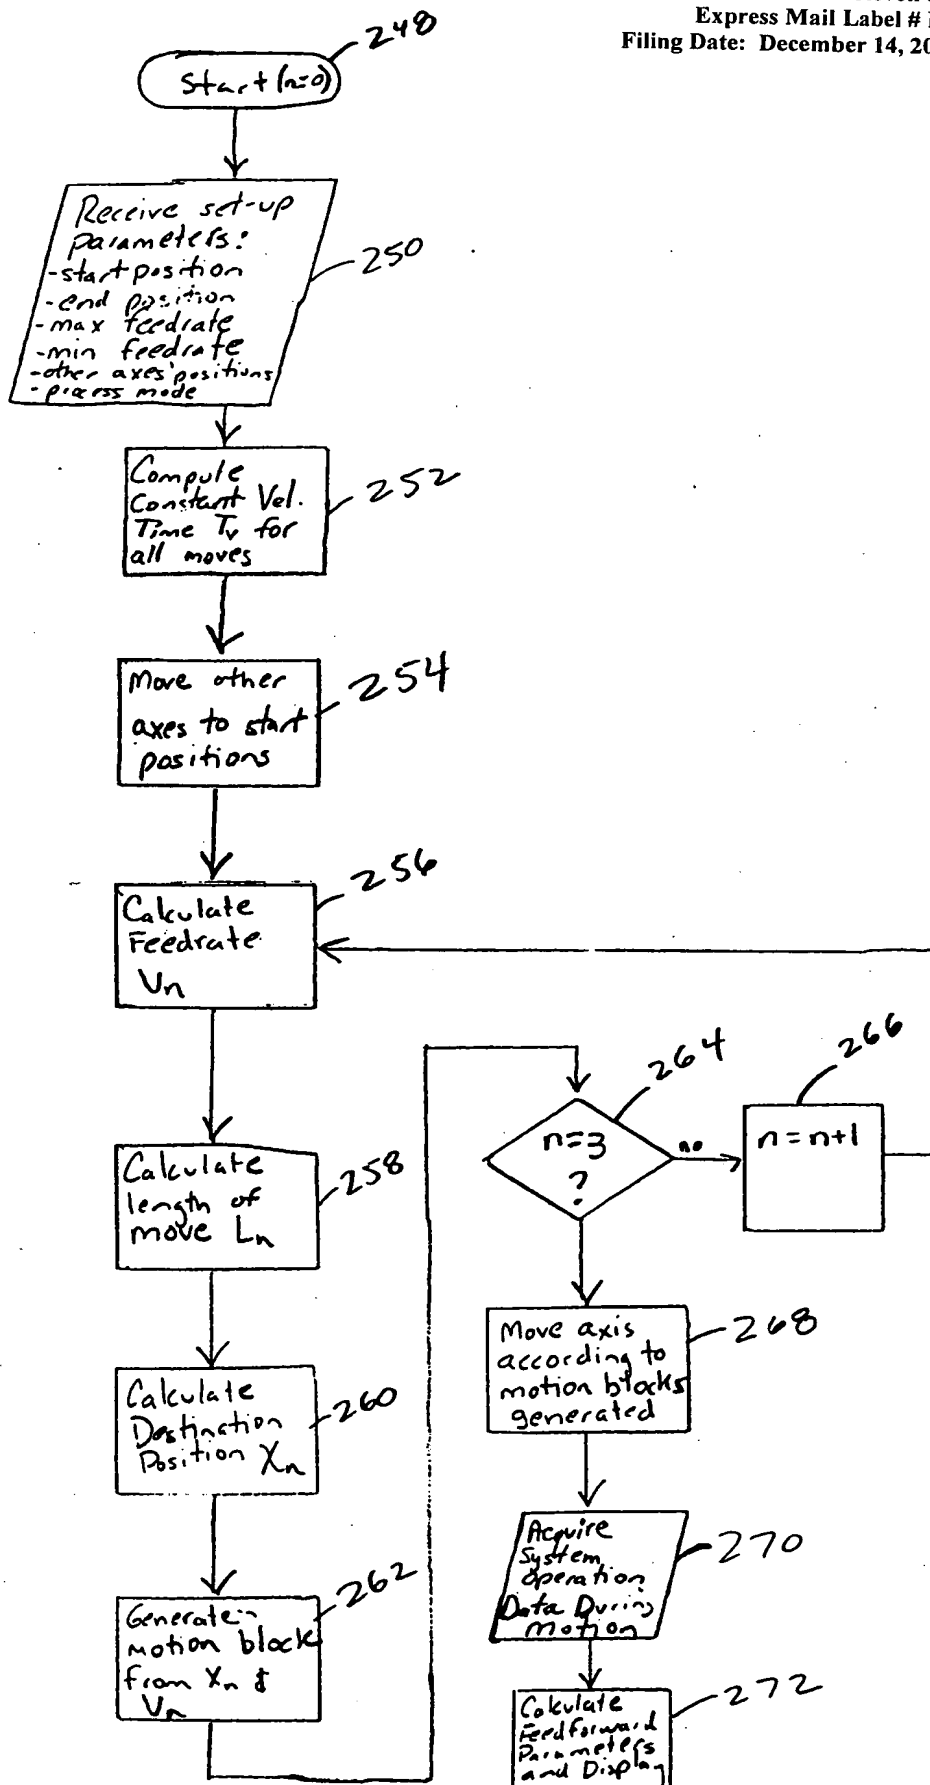 Express Mail Label #
Filing Date: December 14, 20
248
Start (n=0)
Receive set-up
parameters:
-start position
-end position
-max feedrate
-min feedrate
-other axes' positions
-process mode
250
Compute
Constant Vel.
Time Tv for
all moves
252
Move other
axes to start
positions
254
Calculate
Feedrate
Vn
256
Calculate
length of
move Ln
258
Calculate
Destination
Position Xn
260
Generate
motion block
from Xn &
Vn
262
n=3
?
264
no
n=n+1
266
Move axis
according to
motion blocks
generated
268
Acquire
System
operation
Data During
Motion
270
Calculate
Feedforward
Parameters
and Display
272